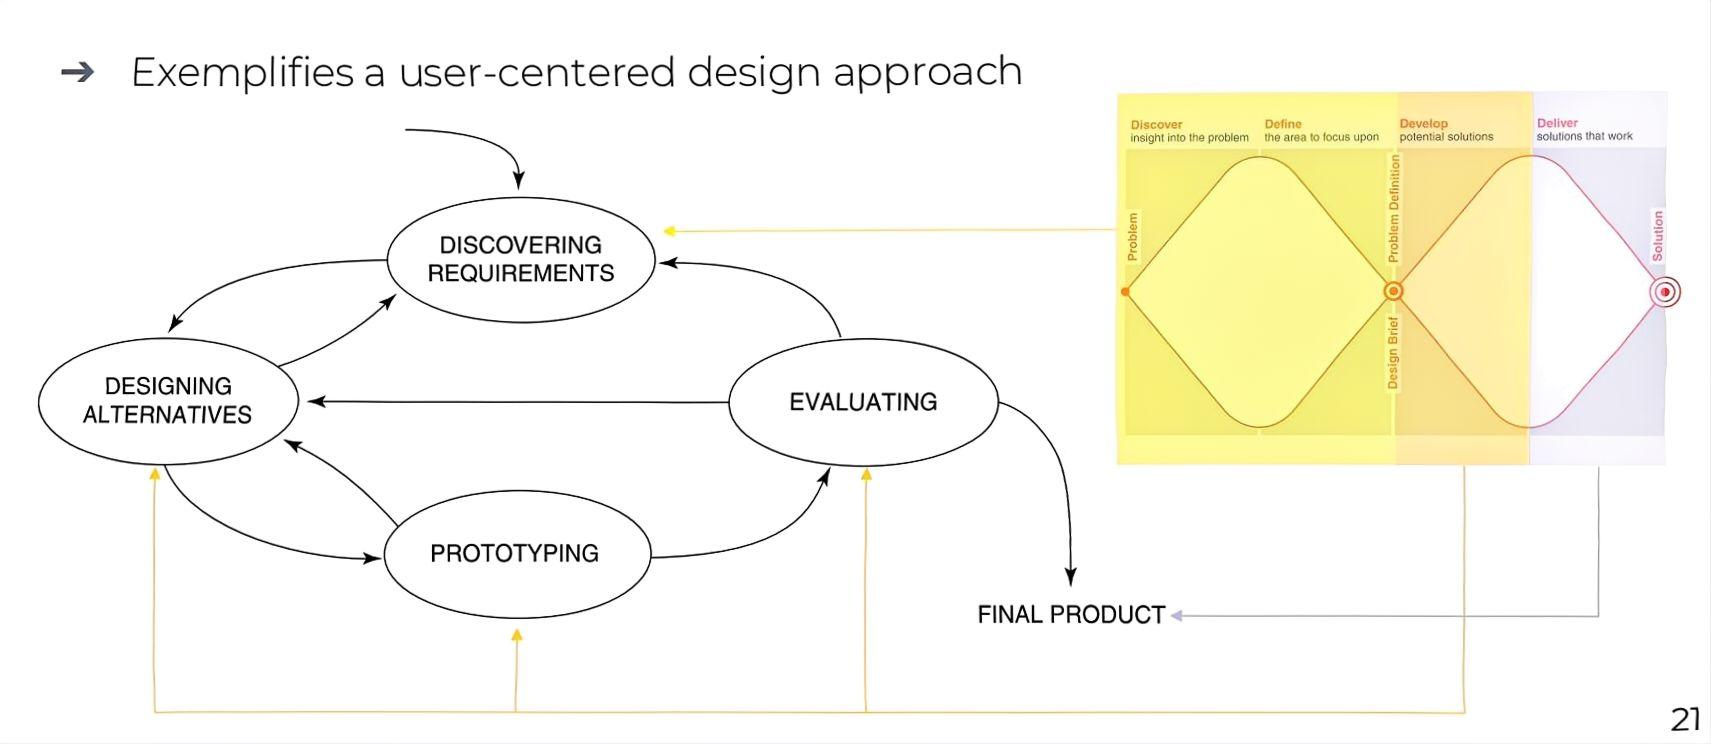 ➔ Exemplifies a user-centered design approach
DISCOVERING
REQUIREMENTS
DESIGNING
ALTERNATIVES
EVALUATING
PROTOTYPING
FINAL PRODUCT
Discover
insight into the problem
Define
the area to focus upon
Develop
potential solutions
Deliver
solutions that work
Problem
Problem Definition
Design Brief
Solution
21